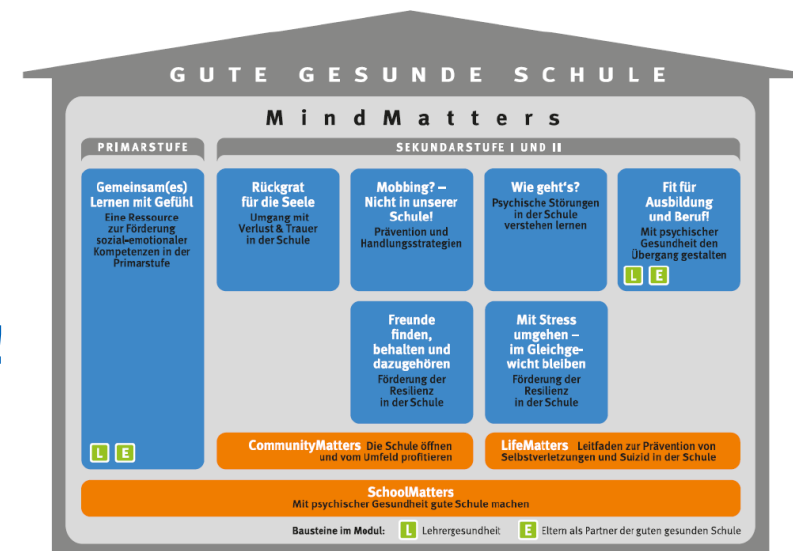 GUTE GESUNDE SCHULE
MindMatters
PRIMARSTUFE
SEKUNDARSTUFE I UND II
Gemeinsam(es)
Lernen mit Gefühl
Eine Ressource
zur Förderung
sozial-emotionaler
Kompetenzen in der
Primarstufe
L E
Rückgrat
für die Seele
Umgang mit
Verlust & Trauer
in der Schule
Mobbing? –
Nicht in unserer
Schule!
Prävention und
Handlungsstrategien
Wie geht's?
Psychische Störungen
in der Schule
verstehen lernen
Fit für
Ausbildung
und Beruf!
Mit psychischer
Gesundheit den
Übergang gestalten
L E
Freunde
finden,
behalten und
dazugehören
Förderung der
Resilienz
in der Schule
Mit Stress
umgehen –
im Gleichge-
wicht bleiben
Förderung der
Resilienz
in der Schule
CommunityMatters Die Schule öffnen
und vom Umfeld profitieren
LifeMatters Leitfaden zur Prävention von
Selbstverletzungen und Suizid in der Schule
SchoolMatters
Mit psychischer Gesundheit gute Schule machen
Bausteine im Modul: L Lehrergesundheit E Eltern als Partner der guten gesunden Schule